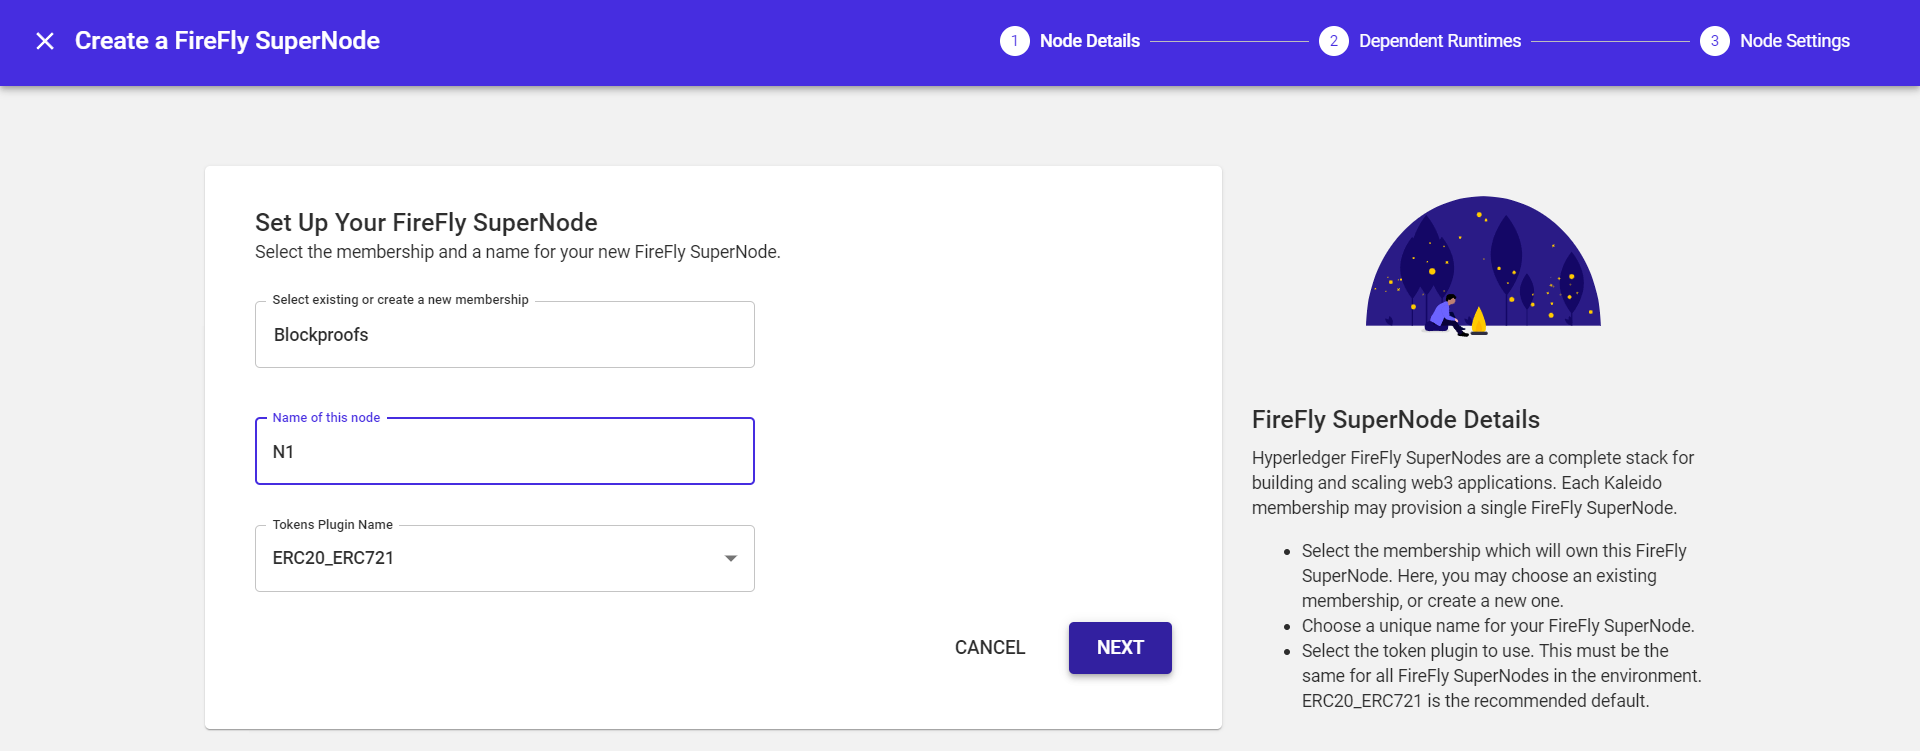 Create a FireFly SuperNode
1 Node Details
2 Dependent Runtimes
3 Node Settings
Set Up Your FireFly SuperNode
Select the membership and a name for your new FireFly SuperNode.
Select existing or create a new membership
Blockproofs
Name of this node
N1
Tokens Plugin Name
ERC20_ERC721
CANCEL
NEXT
FireFly SuperNode Details
Hyperledger FireFly SuperNodes are a complete stack for
building and scaling web3 applications. Each Kaleido
membership may provision a single FireFly SuperNode.
• Select the membership which will own this FireFly
SuperNode. Here, you may choose an existing
membership, or create a new one.
• Choose a unique name for your FireFly SuperNode.
• Select the token plugin to use. This must be the
same for all FireFly SuperNodes in the environment.
ERC20_ERC721 is the recommended default.